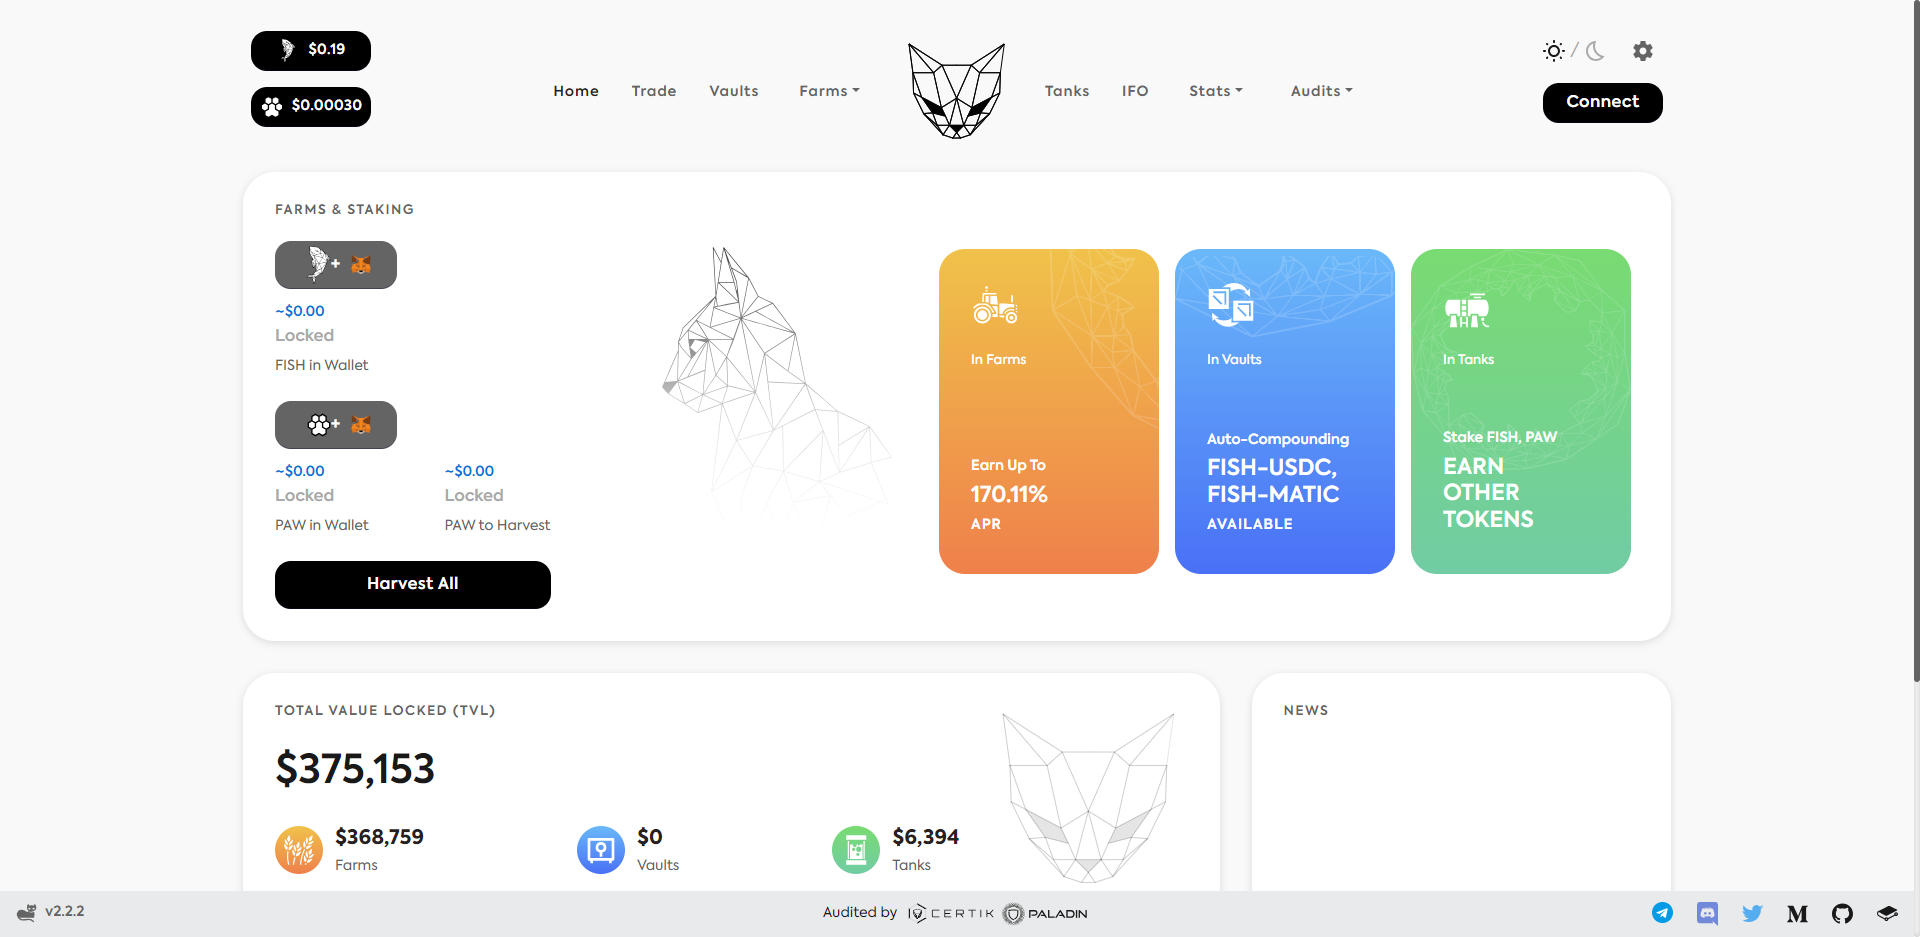 $0.19
$0.00030
Home
Trade
Vaults
Farms
Tanks
IFO
Stats
Audits
/
Connect
FARMS & STAKING
+
~$0.00
Locked
FISH in Wallet
+
~$0.00
Locked
PAW in Wallet
~$0.00
Locked
PAW to Harvest
Harvest All
In Farms
Earn Up To
170.11%
APR
In Vaults
Auto-Compounding
FISH-USDC,
FISH-MATIC
AVAILABLE
In Tanks
Stake FISH, PAW
EARN
OTHER
TOKENS
TOTAL VALUE LOCKED (TVL)
$375,153
$368,759
Farms
$0
Vaults
$6,394
Tanks
NEWS
v2.2.2
Audited by CERTIK PALADIN